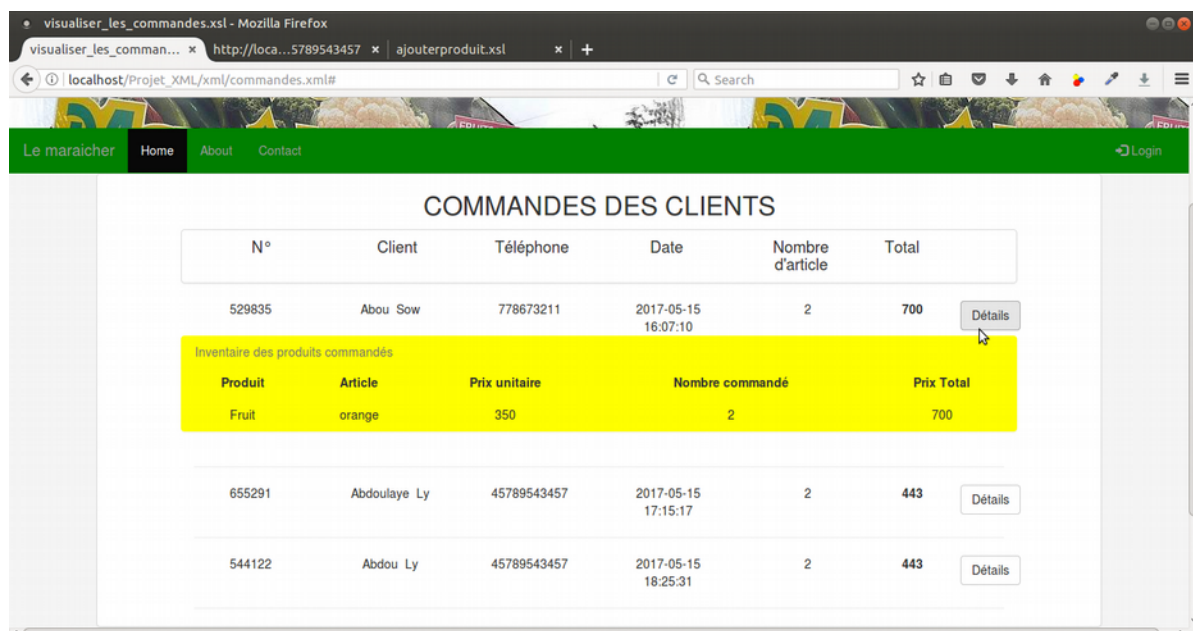 visualiser_les_commandes.xsl - Mozilla Firefox
visualiser_les_comman... × http://loca...5789543457 × ajouterproduit.xsl × +
localhost/Projet_XML/xml/commandes.xml# Search
Le maraicher Home About Contact Login
COMMANDES DES CLIENTS
N° Client Téléphone Date Nombre Total
d'article
529835 Abou Sow 778673211 2017-05-15 2 700 Détails
16:07:10
Inventaire des produits commandés
Produit Article Prix unitaire Nombre commandé Prix Total
Fruit orange 350 2 700
655291 Abdoulaye Ly 45789543457 2017-05-15 2 443 Détails
17:15:17
544122 Abdou Ly 45789543457 2017-05-15 2 443 Détails
18:25:31